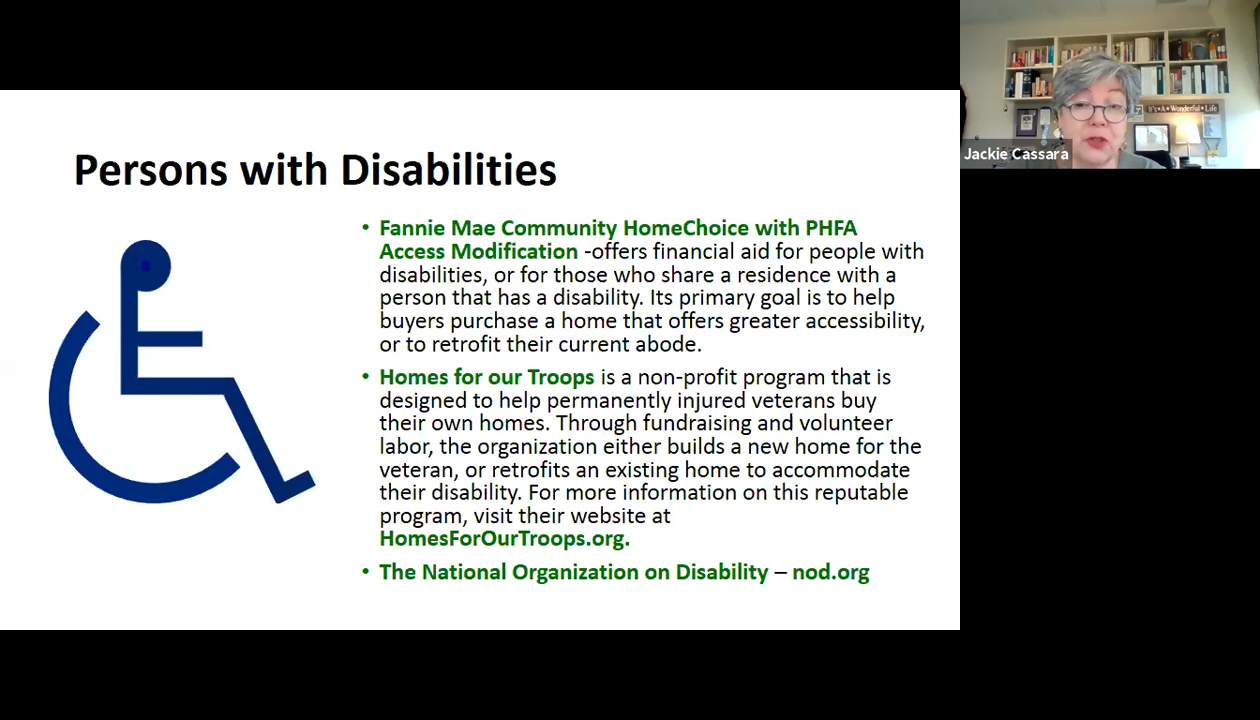 Persons with Disabilities
• Fannie Mae Community HomeChoice with PHFA
Access Modification -offers financial aid for people with
disabilities, or for those who share a residence with a
person that has a disability. Its primary goal is to help
buyers purchase a home that offers greater accessibility,
or to retrofit their current abode.
• Homes for our Troops is a non-profit program that is
designed to help permanently injured veterans buy
their own homes. Through fundraising and volunteer
labor, the organization either builds a new home for the
veteran, or retrofits an existing home to accommodate
their disability. For more information on this reputable
program, visit their website at
HomesForOurTroops.org.
• The National Organization on Disability – nod.org
It's A Wonderful Life
Jackie Cassara